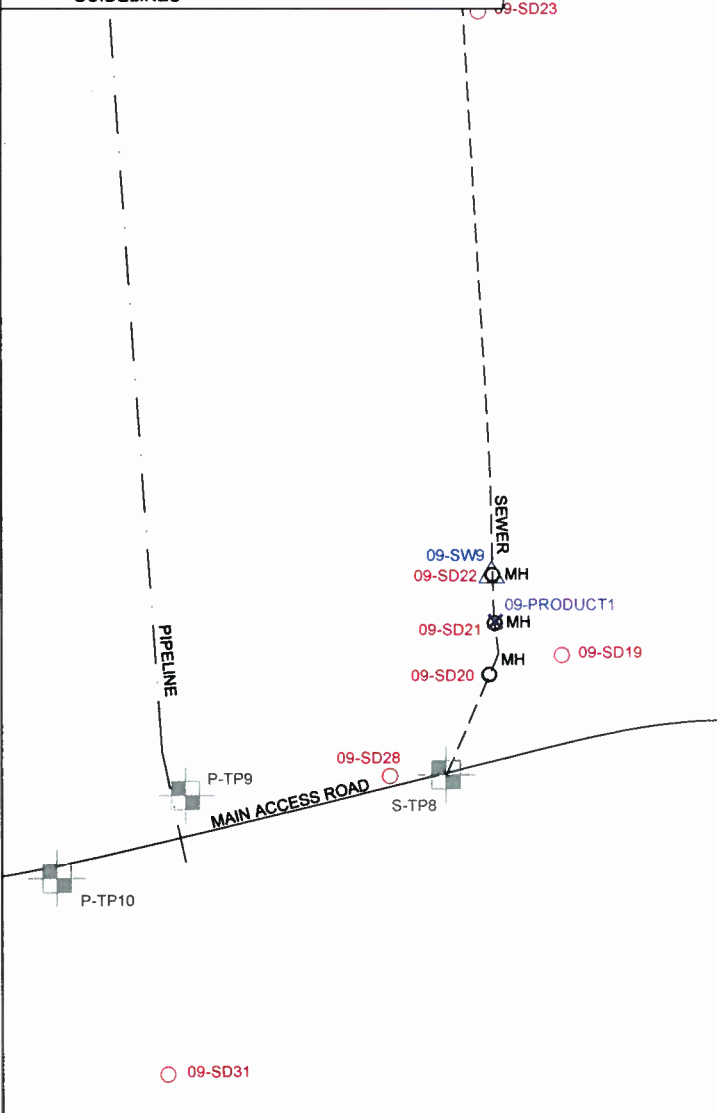 GUIDELINES
09-SD23
SEWER
09-SW9
09-SD22
MH
09-PRODUCT1
09-SD21
MH
MH
09-SD19
09-SD20
PIPELINE
09-SD28
P-TP9
MAIN ACCESS ROAD
S-TP8
P-TP10
09-SD31